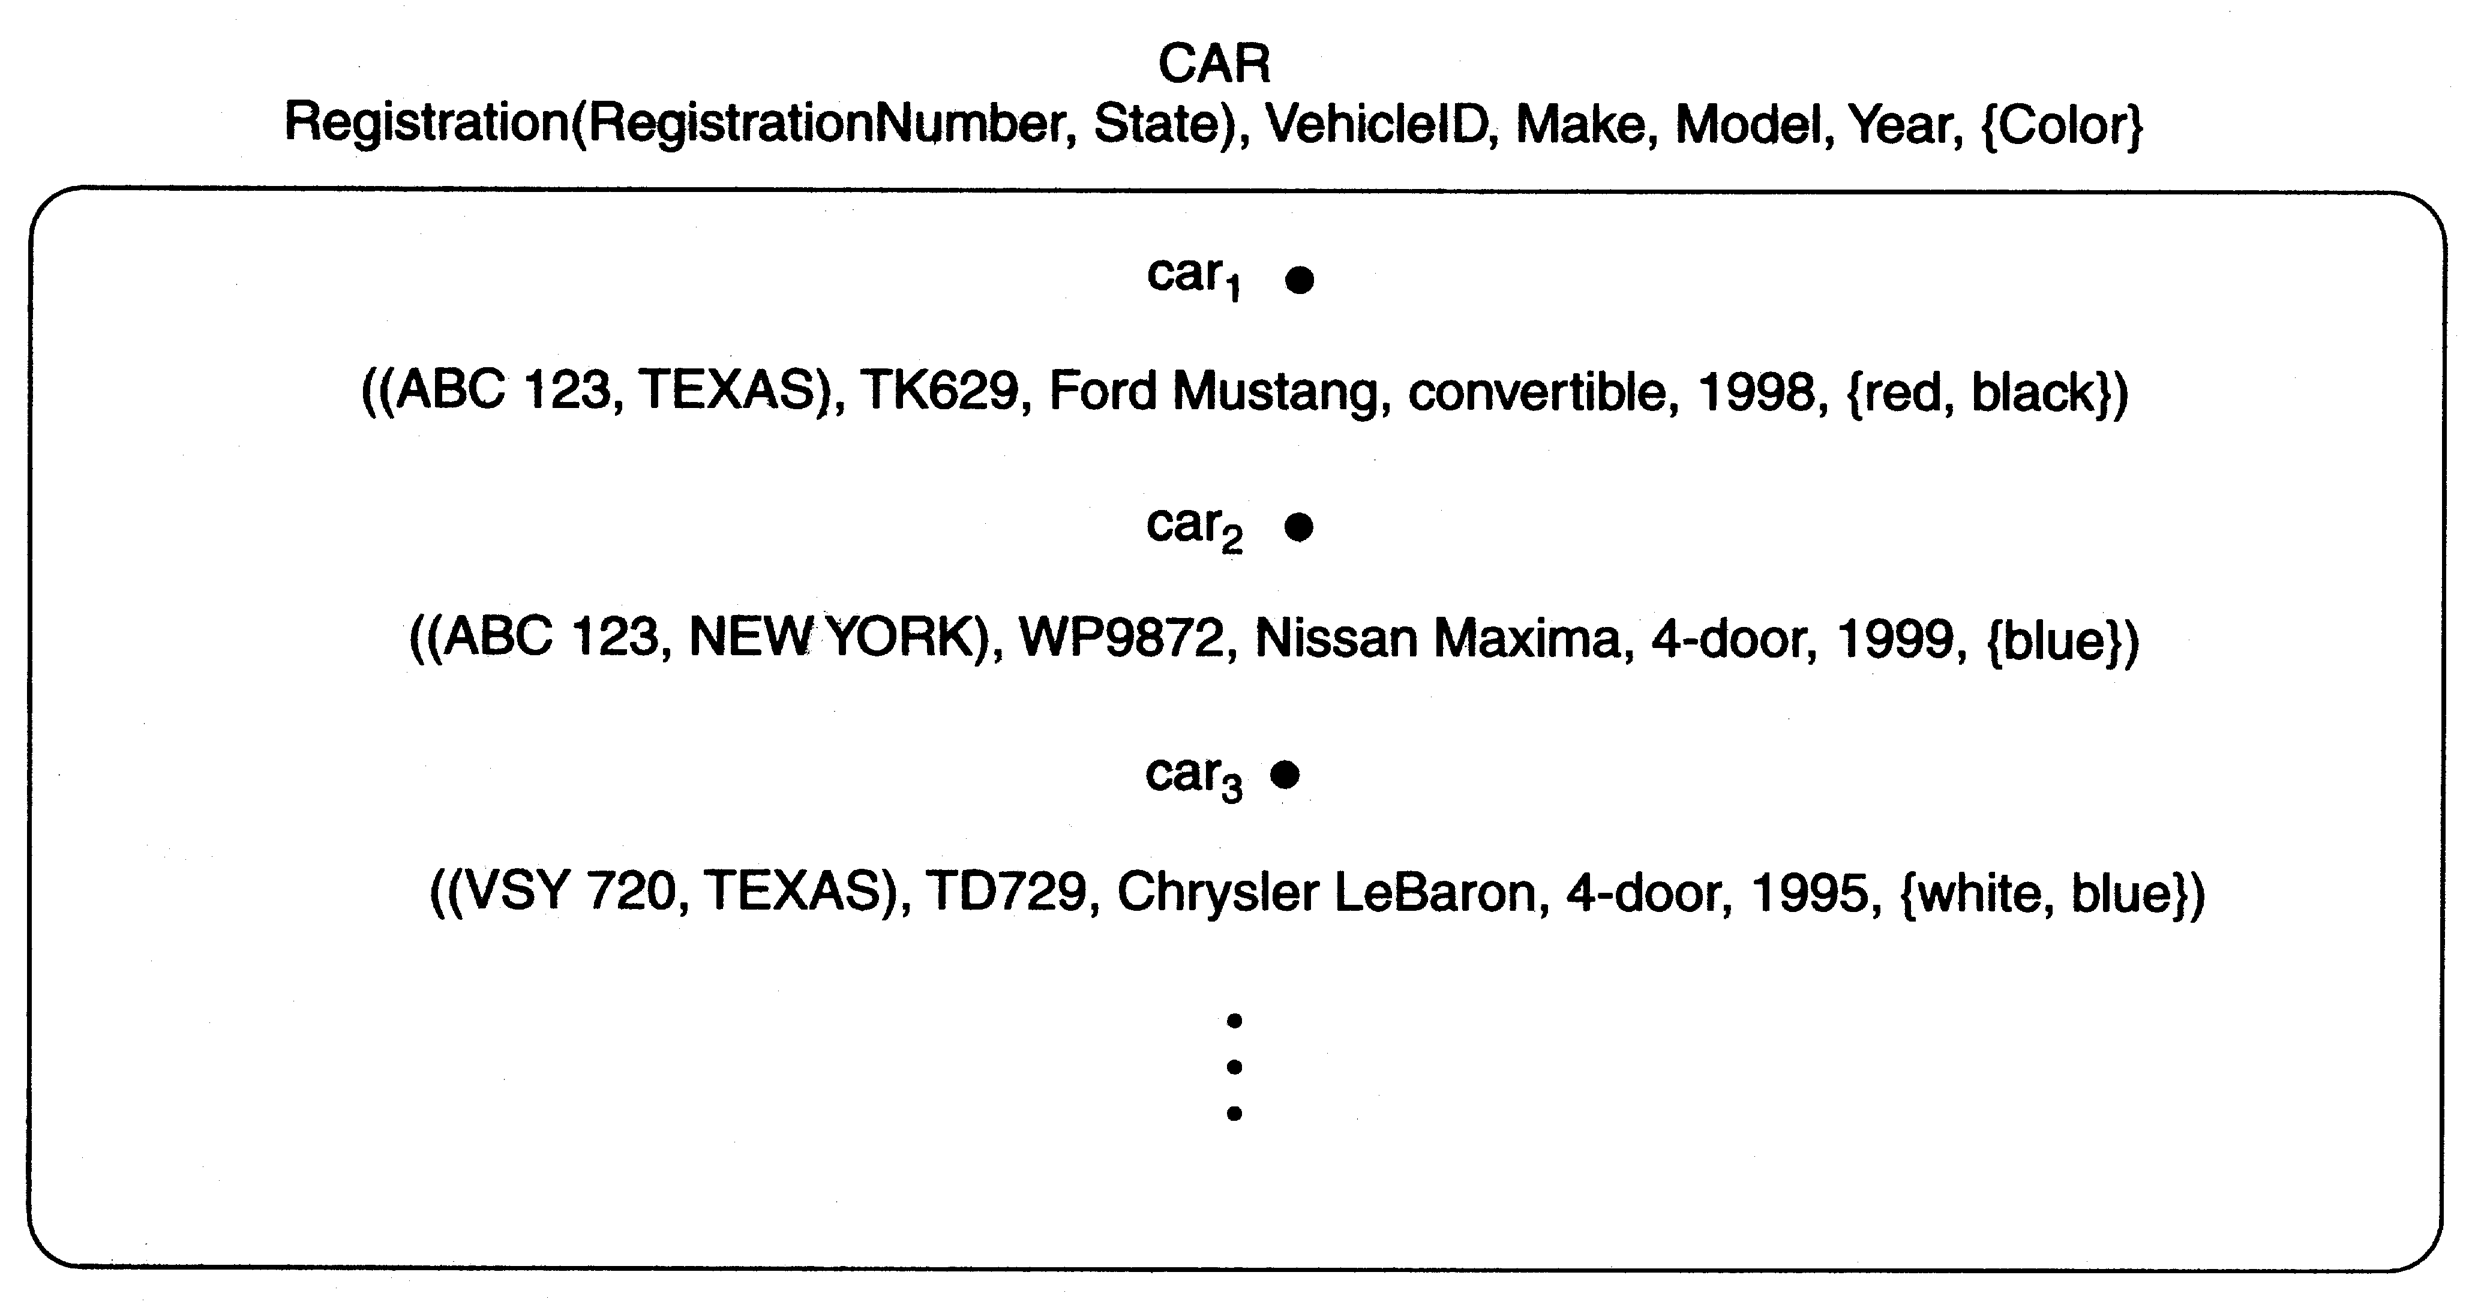 CAR
Registration(RegistrationNumber, State), VehicleID, Make, Model, Year, {Color}
car₁ ●
((ABC 123, TEXAS), TK629, Ford Mustang, convertible, 1998, {red, black})
car₂ ●
((ABC 123, NEW YORK), WP9872, Nissan Maxima, 4-door, 1999, {blue})
car₃ ●
((VSY 720, TEXAS), TD729, Chrysler LeBaron, 4-door, 1995, {white, blue})